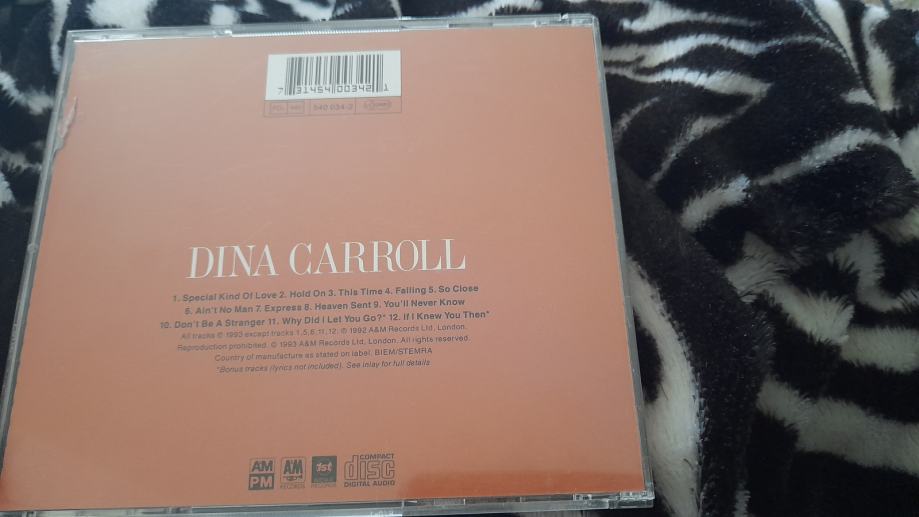 7 31454 00342 1
540 034-2
DINA CARROLL
1. Special Kind Of Love 2. Hold On 3. This Time 4. Falling 5. So Close
6. Ain't No Man 7. Express 8. Heaven Sent 9. You'll Never Know
10. Don't Be A Stranger 11. Why Did I Let You Go?* 12. If I Knew You Then*
All tracks ℗ 1993 except tracks 1,5,6,11,12: ℗ 1992 A&M Records Ltd, London.
Reproduction prohibited. © 1993 A&M Records Ltd, London. All rights reserved.
Country of manufacture as stated on label. BIEM/STEMRA
*Bonus tracks (lyrics not included). See inlay for full details
AM PM
A&M RECORDS
1st
COMPACT disc DIGITAL AUDIO